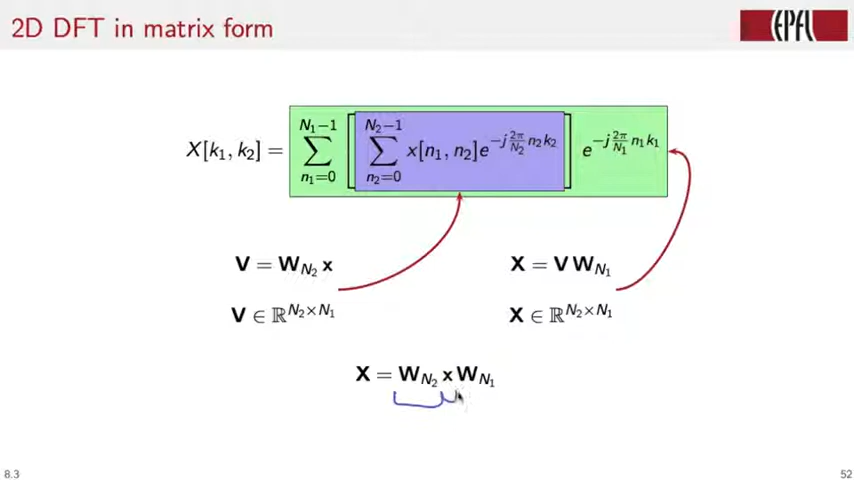 2D DFT in matrix form
EPFL
X[k₁, k₂] = ∑_{n₁=0}^{N₁−1} [ ∑_{n₂=0}^{N₂−1} x[n₁, n₂]e^{−j\frac{2π}{N₂}n₂k₂} ] e^{−j\frac{2π}{N₁}n₁k₁}
V = W_{N₂} x X = V W_{N₁}
V ∈ ℝ^{N₂×N₁} X ∈ ℝ^{N₂×N₁}
X = W_{N₂} x W_{N₁}
8.3 52